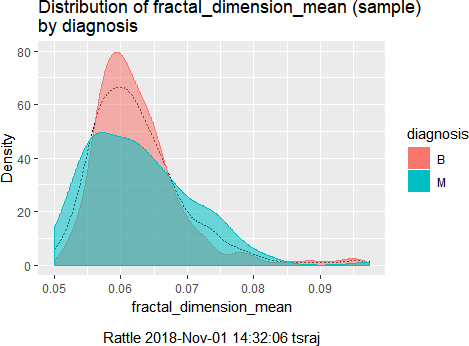 Distribution of fractal_dimension_mean (sample)
by diagnosis
80
60
40
20
0
Density
0.05 0.06 0.07 0.08 0.09
fractal_dimension_mean
diagnosis
B
M
Rattle 2018-Nov-01 14:32:06 tsraj